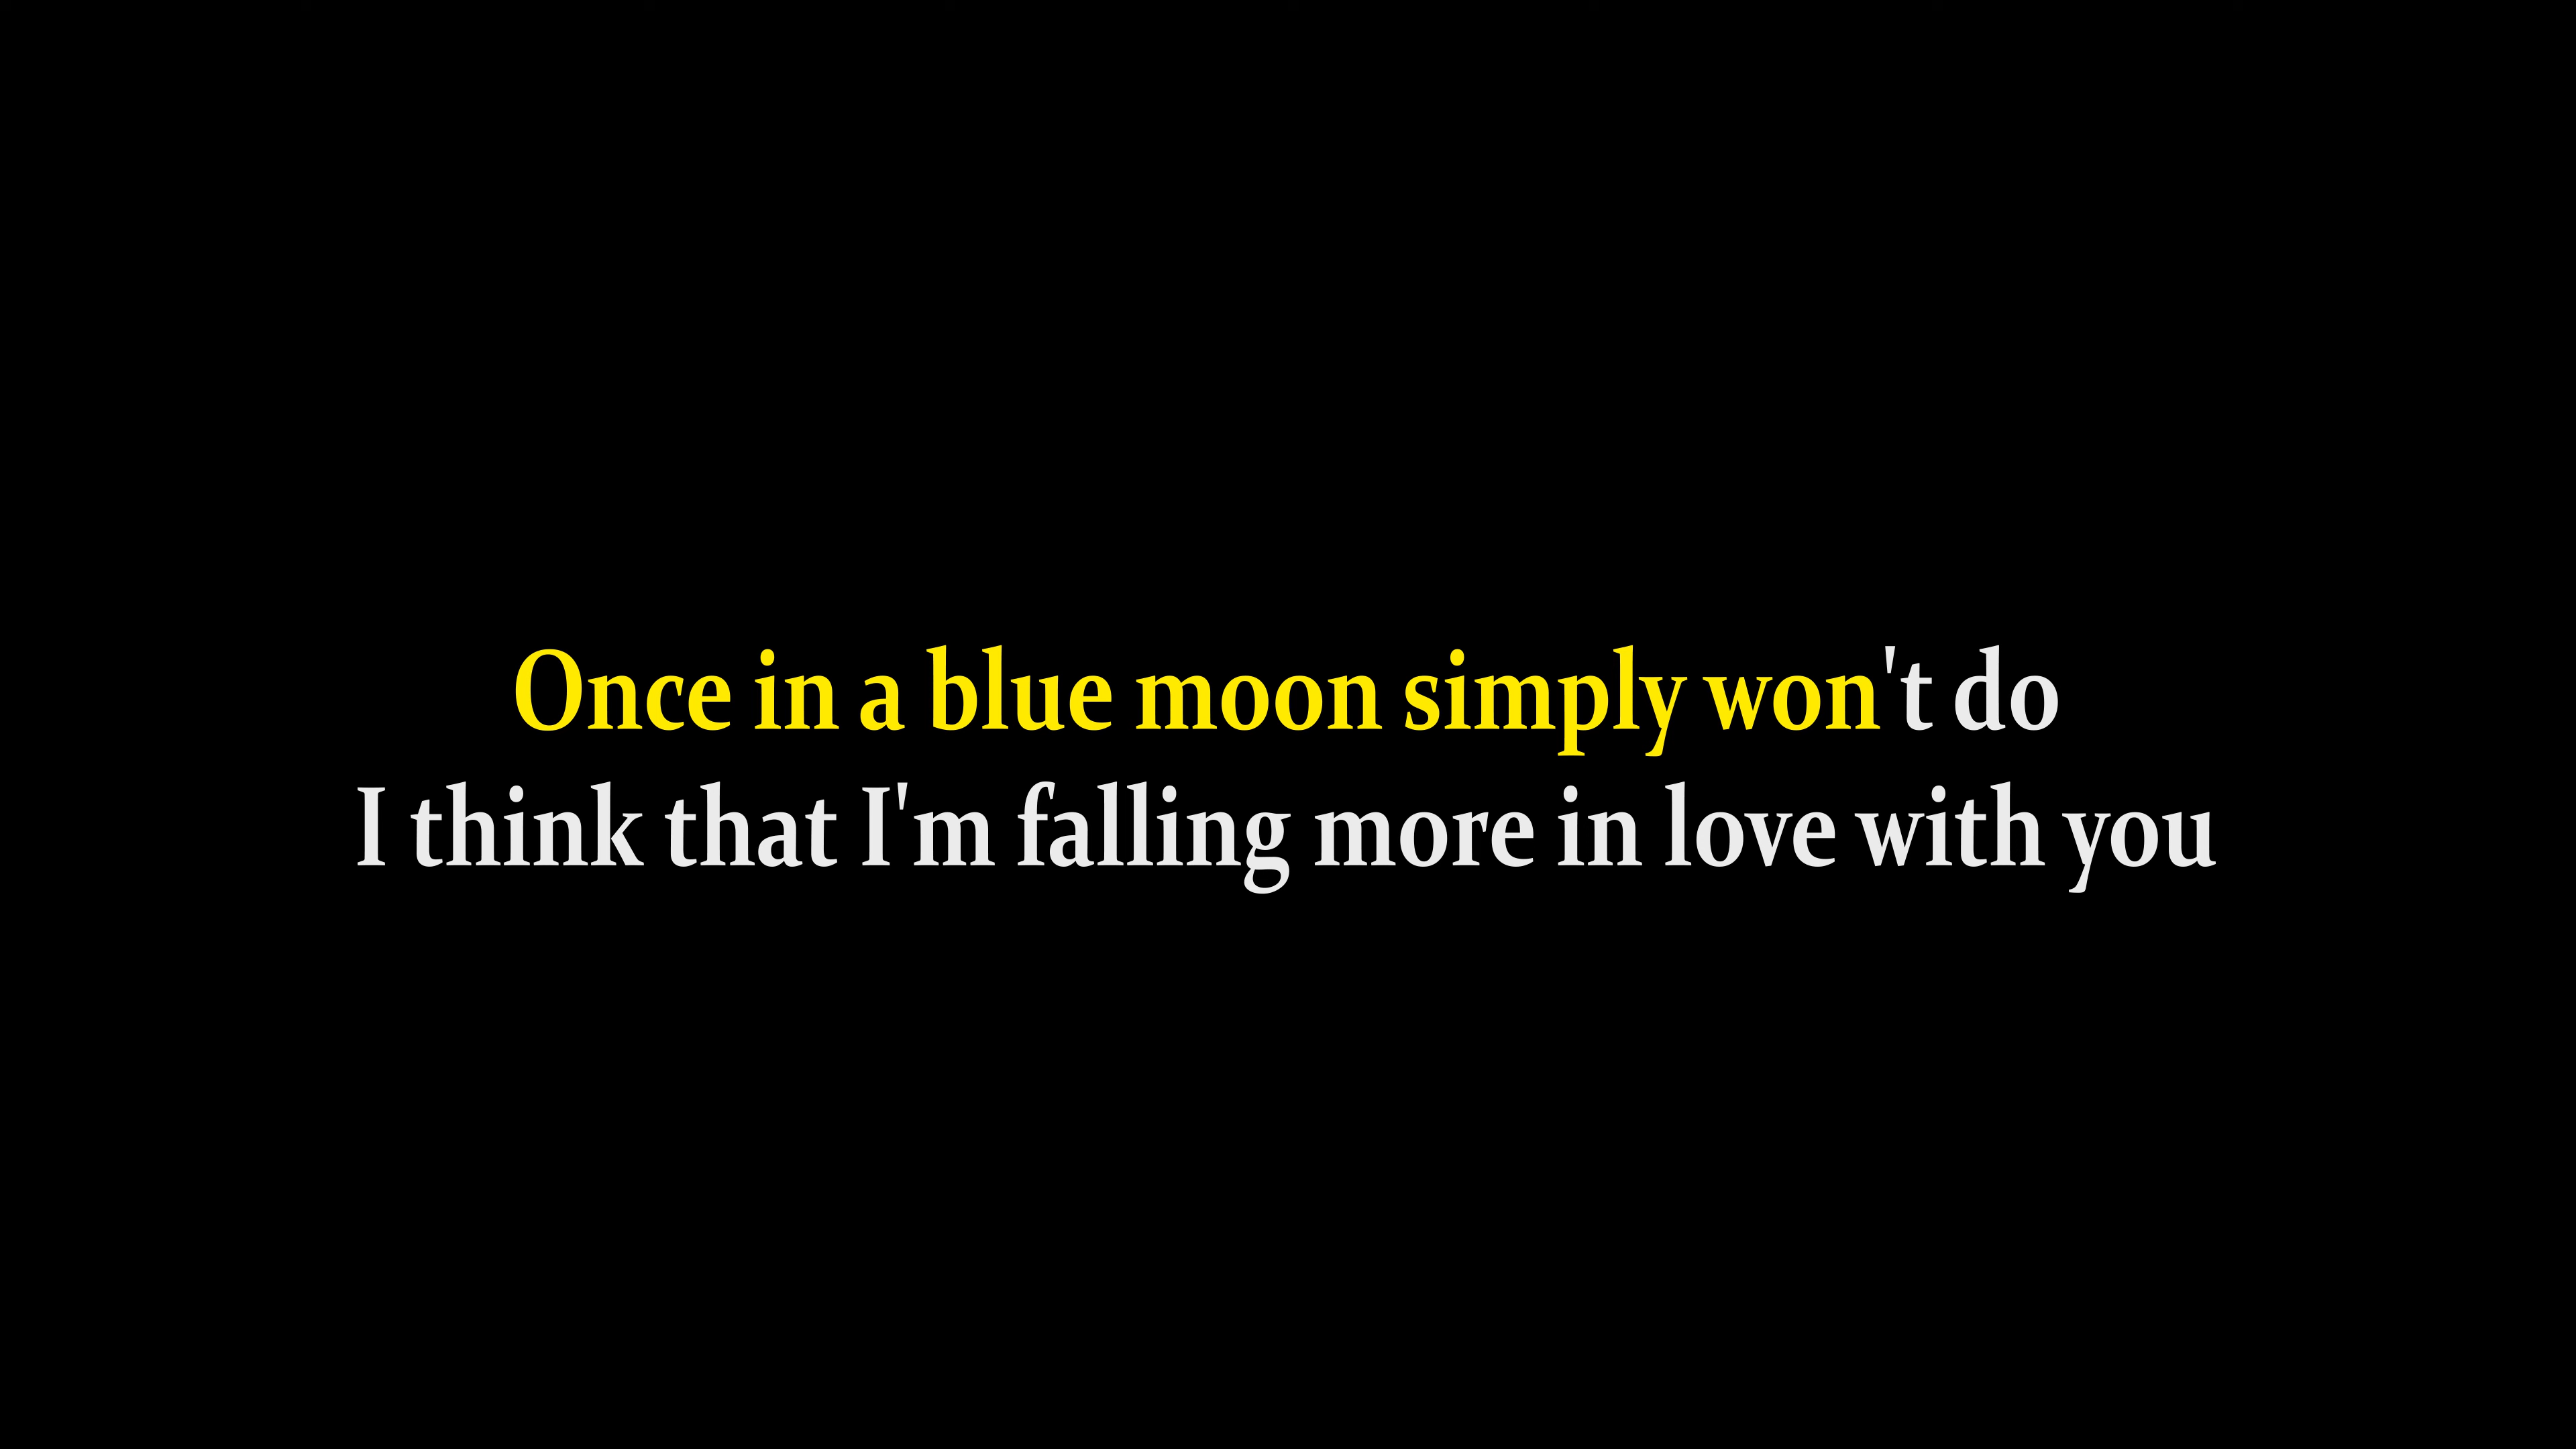 Once in a blue moon simply won't do
I think that I'm falling more in love with you